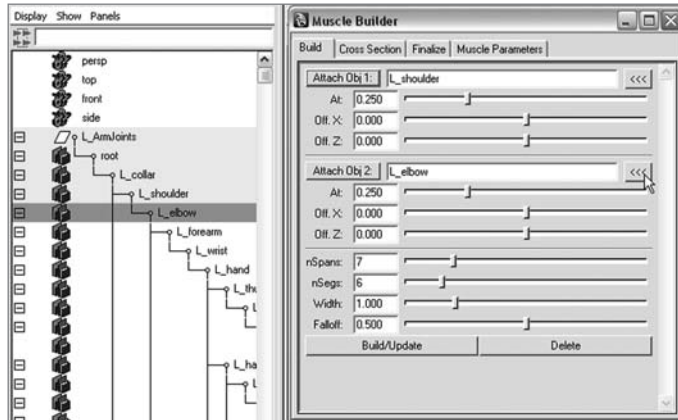 Display Show Panels
persp
top
front
side
L_ArmJoints
root
L_collar
L_shoulder
L_elbow
L_forearm
L_wrist
L_hand
Muscle Builder
Build Cross Section Finalize Muscle Parameters
Attach Obj 1: L_shoulder <<<
At: 0.250
Off. X: 0.000
Off. Z: 0.000
Attach Obj 2: L_elbow <<<
At: 0.250
Off. X: 0.000
Off. Z: 0.000
nSpans: 7
nSegs: 6
Width: 1.000
Falloff: 0.500
Build/Update Delete